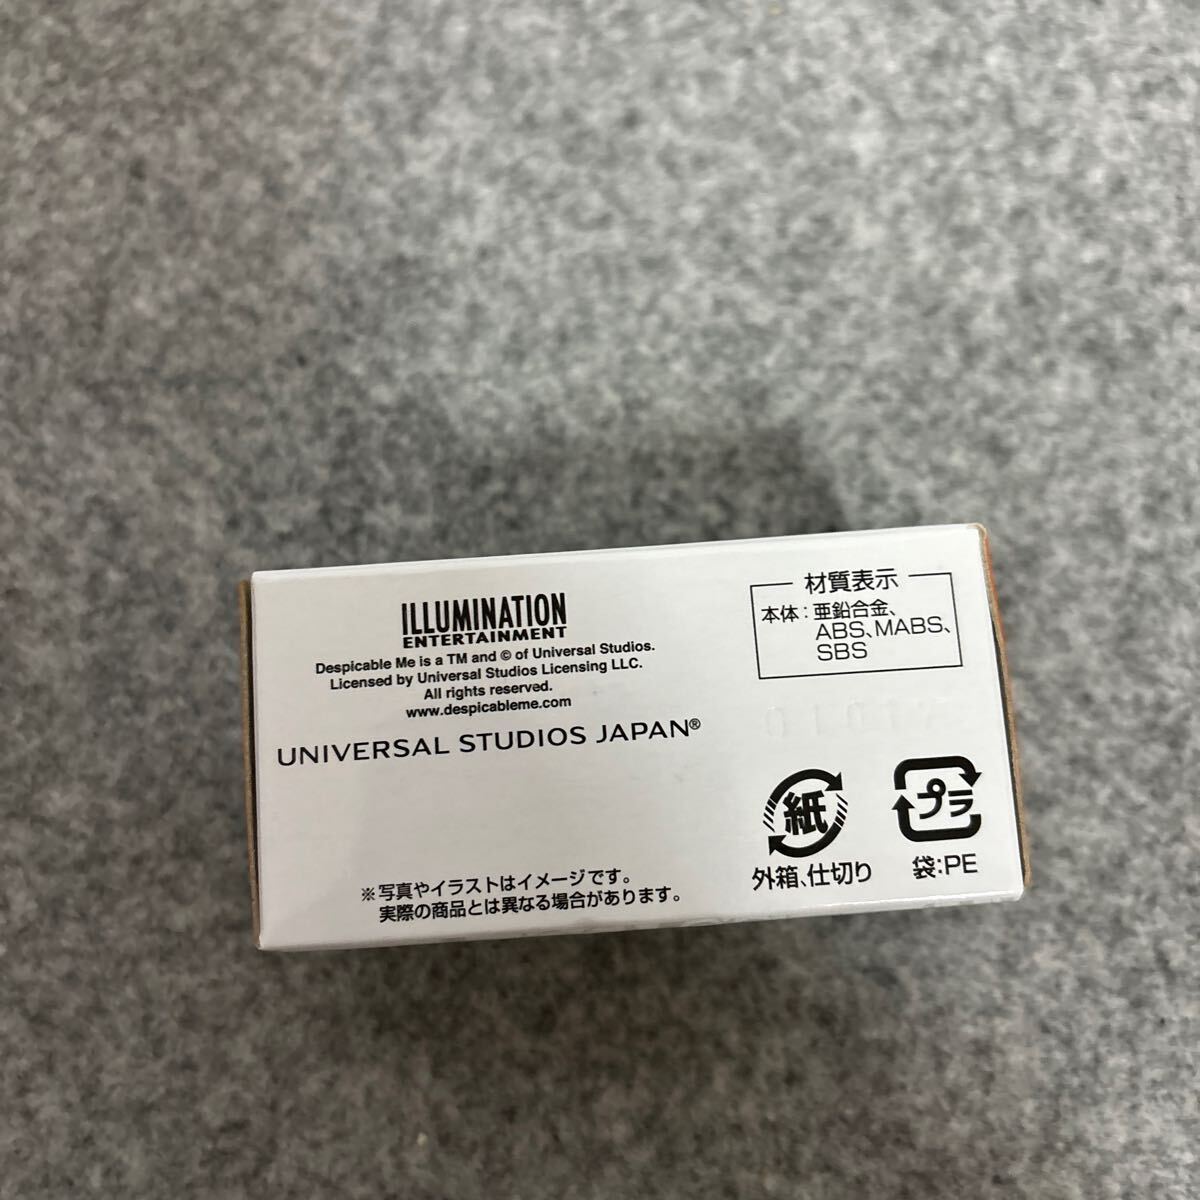 ILLUMINATION
ENTERTAINMENT
Despicable Me is a TM and © of Universal Studios.
Licensed by Universal Studios Licensing LLC.
All rights reserved.
www.despicableme.com
UNIVERSAL STUDIOS JAPAN®
※写真やイラストはイメージです。
実際の商品とは異なる場合があります。
材質表示
本体：亜鉛合金、
ABS、MABS、
SBS
紙
外箱、仕切り
プラ
袋:PE